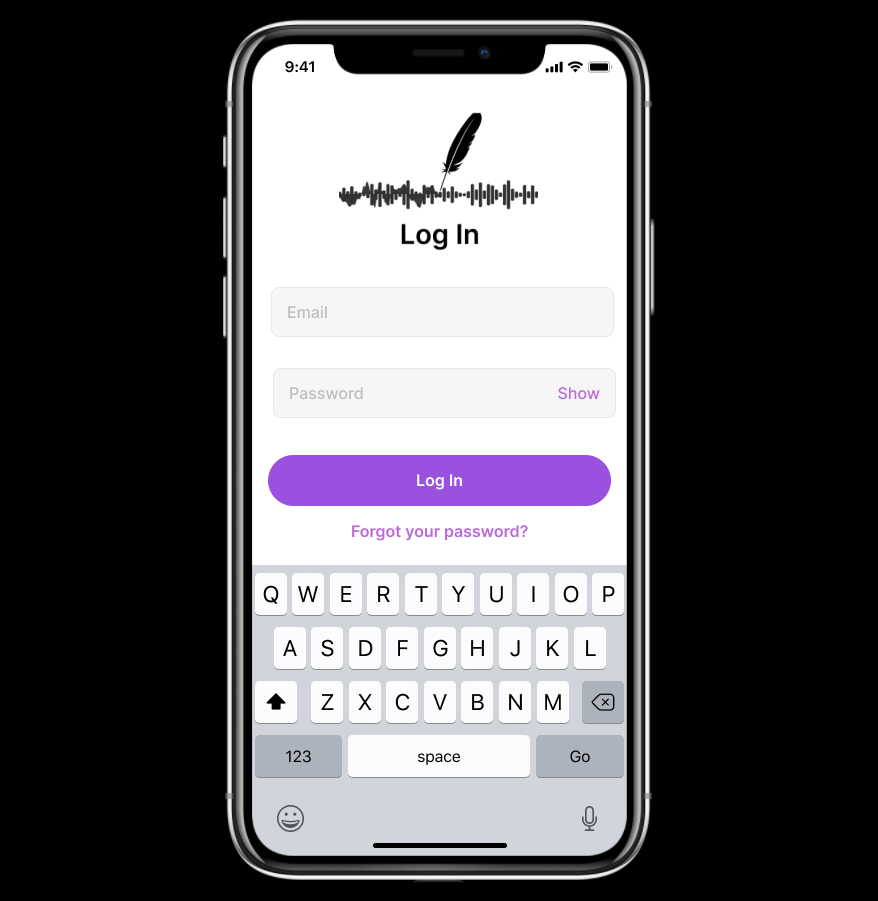 9:41
Log In
Email
Password Show
Log In
Forgot your password?
Q W E R T Y U I O P
A S D F G H J K L
Z X C V B N M
123 space Go